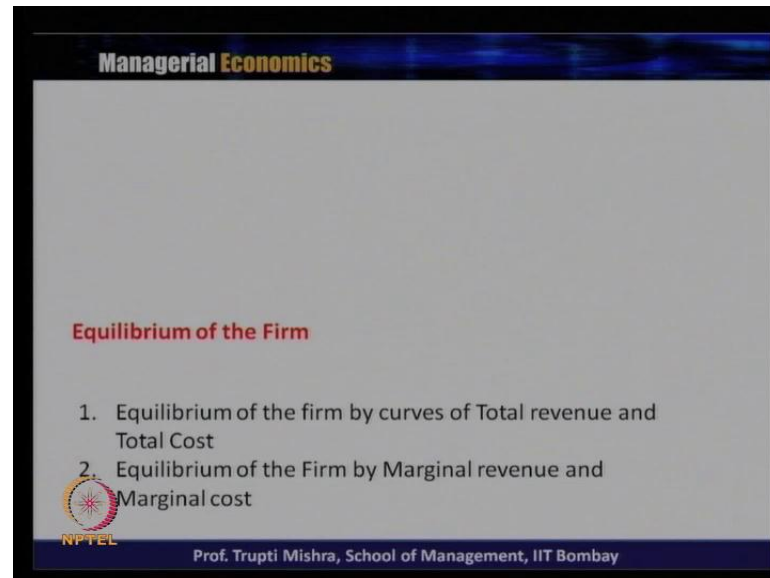 Managerial Economics
Equilibrium of the Firm
1. Equilibrium of the firm by curves of Total revenue and
Total Cost
2. Equilibrium of the Firm by Marginal revenue and
Marginal cost
NPTEL
Prof. Trupti Mishra, School of Management, IIT Bombay